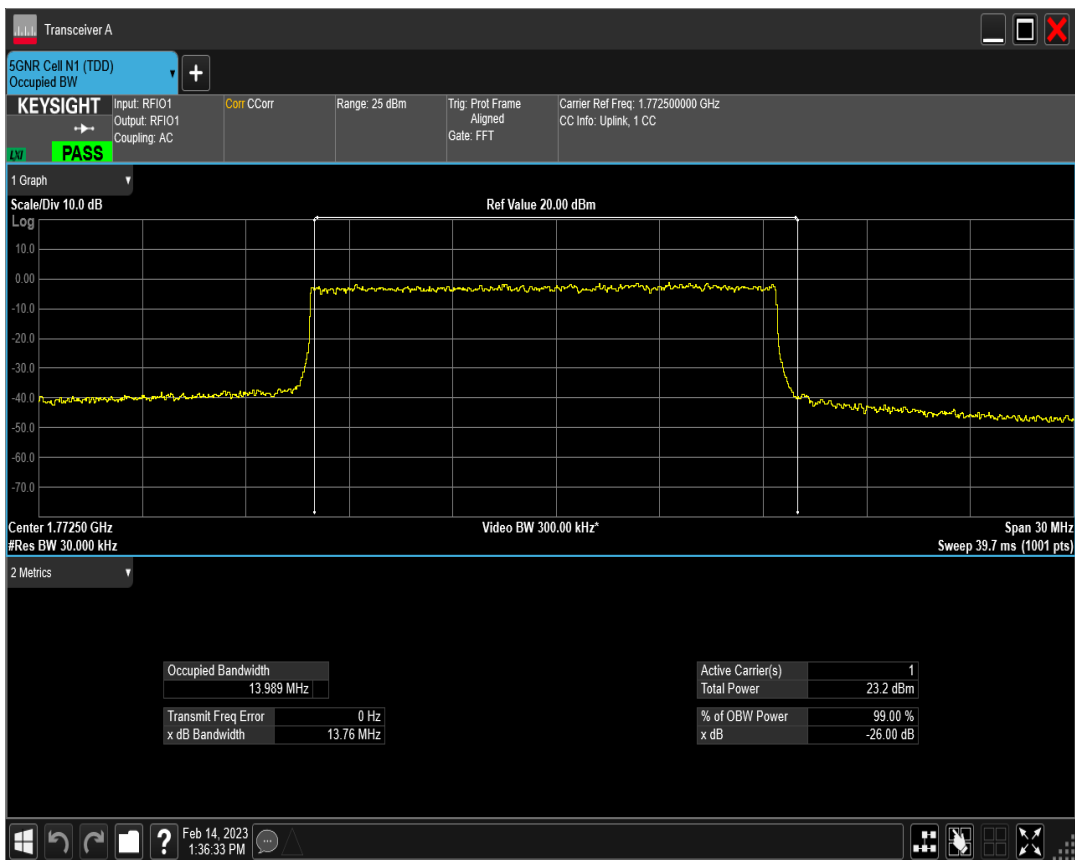 Transceiver A
5GNR Cell N1 (TDD)
Occupied BW
+
KEYSIGHT
LXI
PASS
Input: RFIO1
Output: RFIO1
Coupling: AC
Corr CCorr
Range: 25 dBm
Trig: Prot Frame
Aligned
Gate: FFT
Carrier Ref Freq: 1.772500000 GHz
CC Info: Uplink, 1 CC
1 Graph
Scale/Div 10.0 dB
Ref Value 20.00 dBm
Log
10.0
0.00
-10.0
-20.0
-30.0
-40.0
-50.0
-60.0
-70.0
Center 1.77250 GHz
Video BW 300.00 kHz*
Span 30 MHz
#Res BW 30.000 kHz
Sweep 39.7 ms (1001 pts)
2 Metrics
Occupied Bandwidth
13.989 MHz
Transmit Freq Error 0 Hz
x dB Bandwidth 13.76 MHz
Active Carrier(s) 1
Total Power 23.2 dBm
% of OBW Power 99.00 %
x dB -26.00 dB
?
Feb 14, 2023
1:36:33 PM